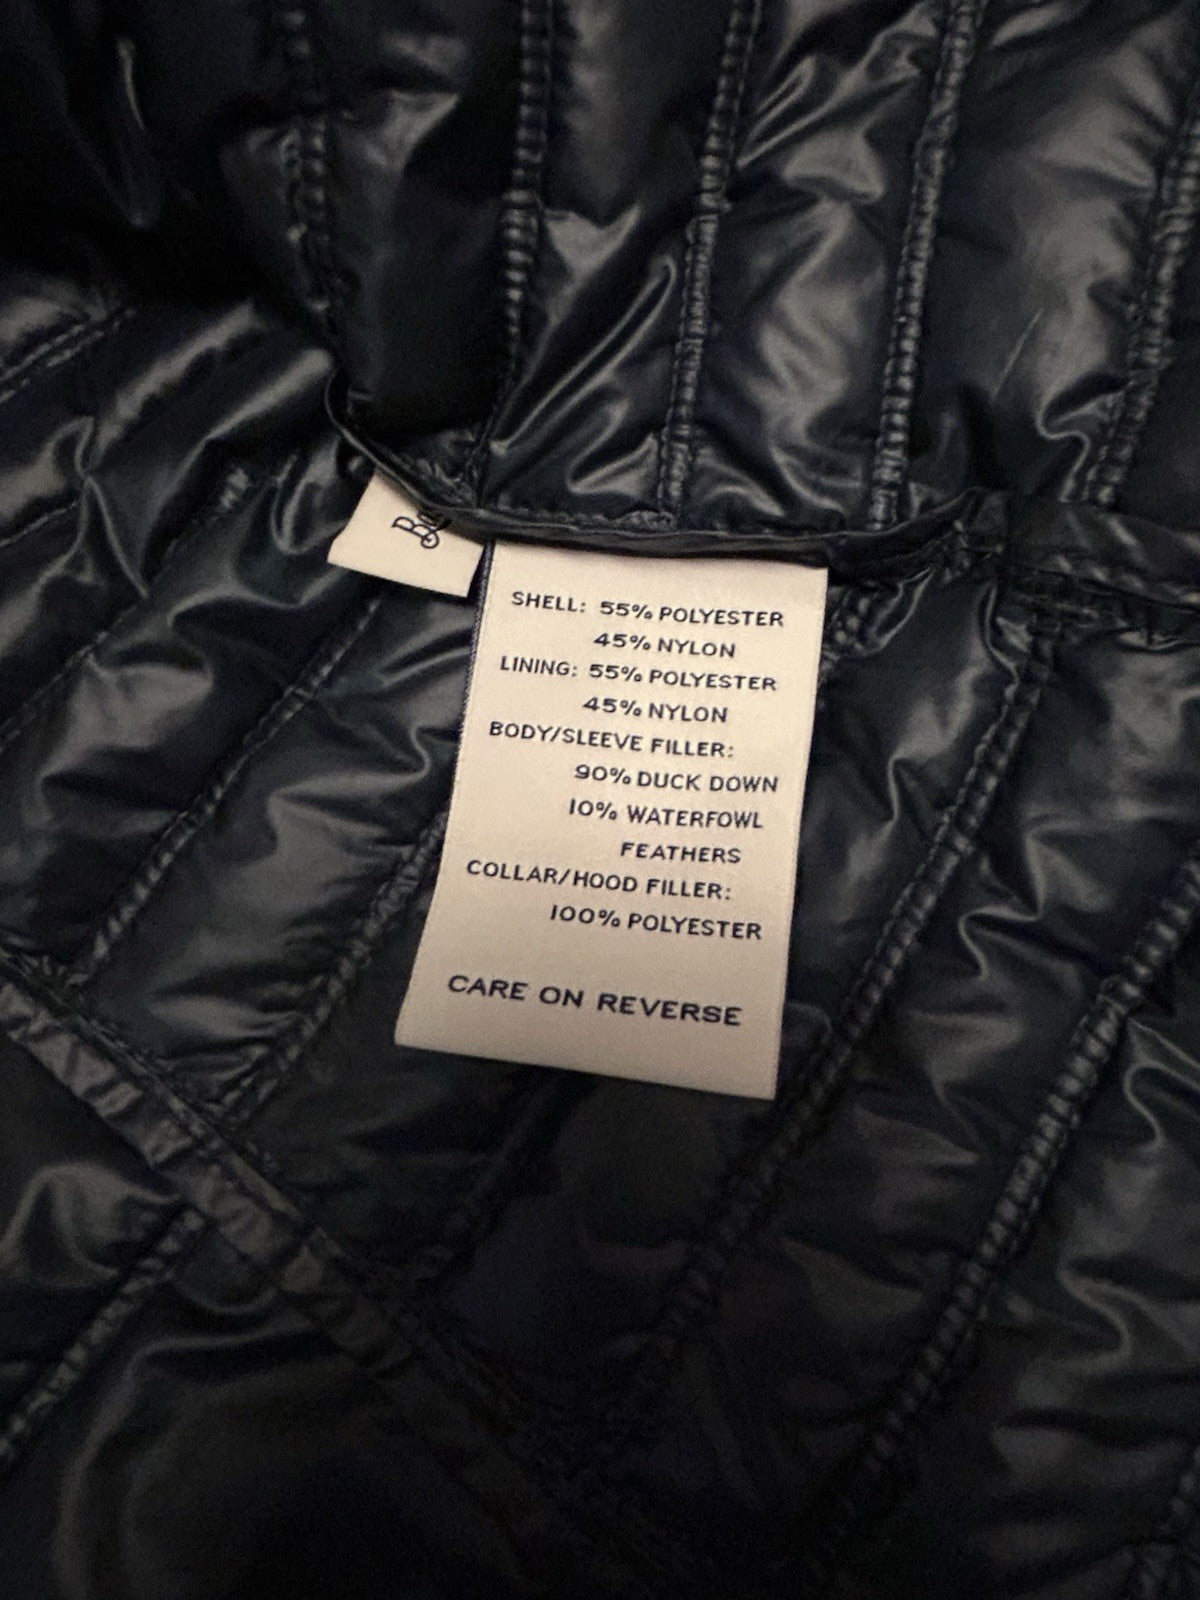 SHELL: 55% POLYESTER
45% NYLON
LINING: 55% POLYESTER
45% NYLON
BODY/SLEEVE FILLER:
90% DUCK DOWN
10% WATERFOWL
FEATHERS
COLLAR/HOOD FILLER:
100% POLYESTER
CARE ON REVERSE